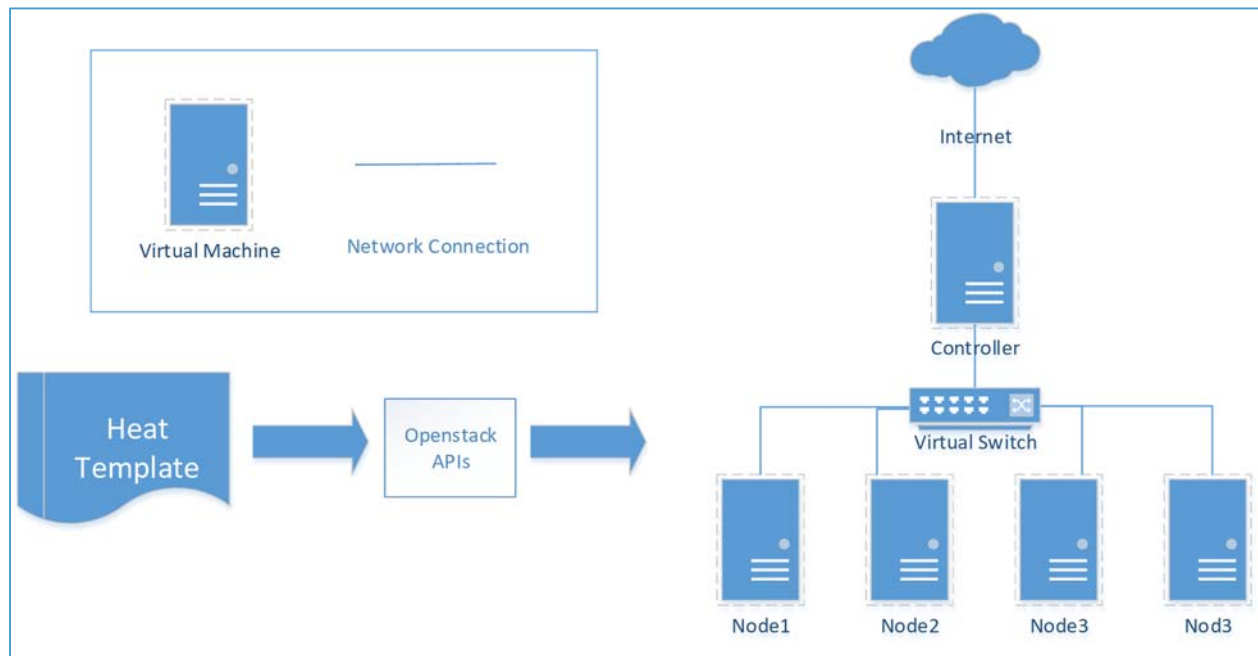 Internet
Virtual Machine
Network Connection
Controller
Heat
Template
Openstack
APIs
Virtual Switch
Node1
Node2
Node3
Nod3